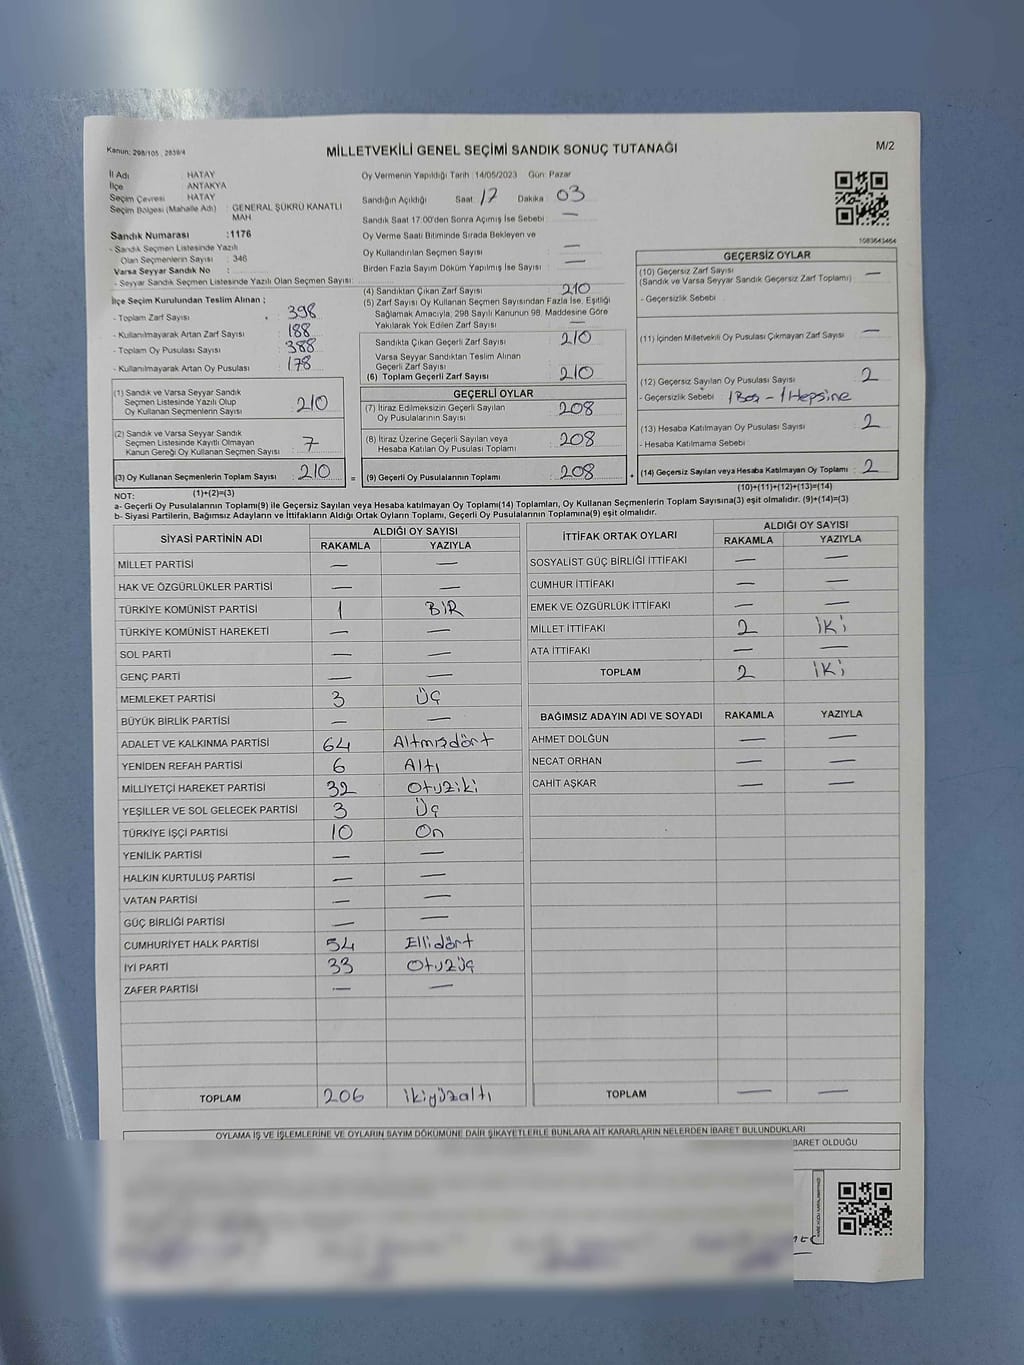 Kanun: 298/105 , 2839/4
MİLLETVEKİLİ GENEL SEÇİMİ SANDIK SONUÇ TUTANAĞI
M/2
İl Adı : HATAY
İlçe : ANTAKYA
Seçim Çevresi : HATAY
Seçim Bölgesi (Mahalle Adı) : GENERAL ŞÜKRÜ KANATLI MAH
Sandık Numarası :1176
- Sandık Seçmen Listesinde Yazılı
Olan Seçmenlerin Sayısı : 346
Varsa Seyyar Sandık No :
- Seyyar Sandık Seçmen Listesinde Yazılı Olan Seçmen Sayısı:
Oy Vermenin Yapıldığı Tarih :14/05/2023 Gün: Pazar
Sandığın Açıldığı Saat : 17 Dakika : 03
Sandık Saat 17.00'den Sonra Açımış İse Sebebi : —
Oy Verme Saati Bitiminde Sırada Bekleyen ve
Oy Kullandırılan Seçmen Sayısı : —
Birden Fazla Sayım Döküm Yapılmış İse Sayısı : —
1083643464
İlçe Seçim Kurulundan Teslim Alınan ;
- Toplam Zarf Sayısı : 398
- Kullanılmayarak Artan Zarf Sayısı : 188
- Toplam Oy Pusulası Sayısı : 388
- Kullanılmayarak Artan Oy Pusulası : 178
(1) Sandık ve Varsa Seyyar Sandık
Seçmen Listesinde Yazılı Olup
Oy Kullanan Seçmenlerin Sayısı : 210
(2) Sandık ve Varsa Seyyar Sandık
Seçmen Listesinde Kayıtlı Olmayan
Kanun Gereği Oy Kullanan Seçmen Sayısı : 7
(3) Oy Kullanan Seçmenlerin Toplam Sayısı : 210
(1)+(2)=(3)
(4) Sandıktan Çıkan Zarf Sayısı : 210
(5) Zarf Sayısı Oy Kullanan Seçmen Sayısından Fazla İse, Eşitliği
Sağlamak Amacıyla, 298 Sayılı Kanunun 98. Maddesine Göre
Yakılarak Yok Edilen Zarf Sayısı : —
Sandıkta Çıkan Geçerli Zarf Sayısı : 210
Varsa Seyyar Sandıktan Teslim Alınan
Geçerli Zarf Sayısı :
(6) Toplam Geçerli Zarf Sayısı : 210
GEÇERLİ OYLAR
(7) İtiraz Edilmeksizin Geçerli Sayılan
Oy Pusulalarının Sayısı : 208
(8) İtiraz Üzerine Geçerli Sayılan veya
Hesaba Katılan Oy Pusulası Toplamı : 208
= (9) Geçerli Oy Pusulalarının Toplamı : 208 +
GEÇERSİZ OYLAR
(10) Geçersiz Zarf Sayısı : —
(Sandık ve Varsa Seyyar Sandık Geçersiz Zarf Toplamı)
- Geçersizlik Sebebi :
(11) İçinden Milletvekili Oy Pusulası Çıkmayan Zarf Sayısı : —
(12) Geçersiz Sayılan Oy Pusulası Sayısı : 2
- Geçersizlik Sebebi : 1 Boş - 1 Hepsine
(13) Hesaba Katılmayan Oy Pusulası Sayısı : 2
- Hesaba Katılmama Sebebi :
(14) Geçersiz Sayılan veya Hesaba Katılmayan Oy Toplamı : 2
(10)+(11)+(12)+(13)=(14)
NOT:
a- Geçerli Oy Pusulasının Toplamı(9) ile Geçersiz Sayılan veya Hesaba katılmayan Oy Toplamı(14) Toplamları, Oy Kullanan Seçmenlerin Toplam Sayısına(3) eşit olmalıdır. (9)+(14)=(3)
b- Siyasi Partilerin, Bağımsız Adayların ve İttifakların Aldığı Ortak Oyların Toplamı, Geçerli Oy Pusulalarının Toplamına(9) eşit olmalıdır.
SİYASİ PARTİNİN ADI ALDIĞI OY SAYISI
RAKAMLA YAZIYLA
MİLLET PARTİSİ — —
HAK VE ÖZGÜRLÜKLER PARTİSİ — —
TÜRKİYE KOMÜNİST PARTİSİ 1 BİR
TÜRKİYE KOMÜNİST HAREKETİ — —
SOL PARTİ — —
GENÇ PARTİ — —
MEMLEKET PARTİSİ 3 Üç
BÜYÜK BİRLİK PARTİSİ — —
ADALET VE KALKINMA PARTİSİ 64 Altmışdört
YENİDEN REFAH PARTİSİ 6 Altı
MİLLİYETÇİ HAREKET PARTİSİ 32 Otuziki
YEŞİLLER VE SOL GELECEK PARTİSİ 3 Üç
TÜRKİYE İŞÇİ PARTİSİ 10 On
YENİLİK PARTİSİ — —
HALKIN KURTULUŞ PARTİSİ — —
VATAN PARTİSİ — —
GÜÇ BİRLİĞİ PARTİSİ — —
CUMHURİYET HALK PARTİSİ 54 Ellidört
İYİ PARTİ 33 Otuzüç
ZAFER PARTİSİ — —
TOPLAM 206 ikiyüzaltı
İTTİFAK ORTAK OYLARI ALDIĞI OY SAYISI
RAKAMLA YAZIYLA
SOSYALİST GÜÇ BİRLİĞİ İTTİFAKI — —
CUMHUR İTTİFAKI — —
EMEK VE ÖZGÜRLÜK İTTİFAKI — —
MİLLET İTTİFAKI 2 iki
ATA İTTİFAKI — —
TOPLAM 2 iki
BAĞIMSIZ ADAYIN ADI VE SOYADI RAKAMLA YAZIYLA
AHMET DOLĞUN — —
NECAT ORHAN — —
CAHİT AŞKAR — —
TOPLAM — —
OYLAMA İŞ VE İŞLEMLERİNE VE OYLARIN SAYIM DÖKÜMÜNE DAİR ŞİKAYETLERLE BUNLARA AİT KARARLARIN NELERDEN İBARET BULUNDUKLARI
BARET OLDUĞU